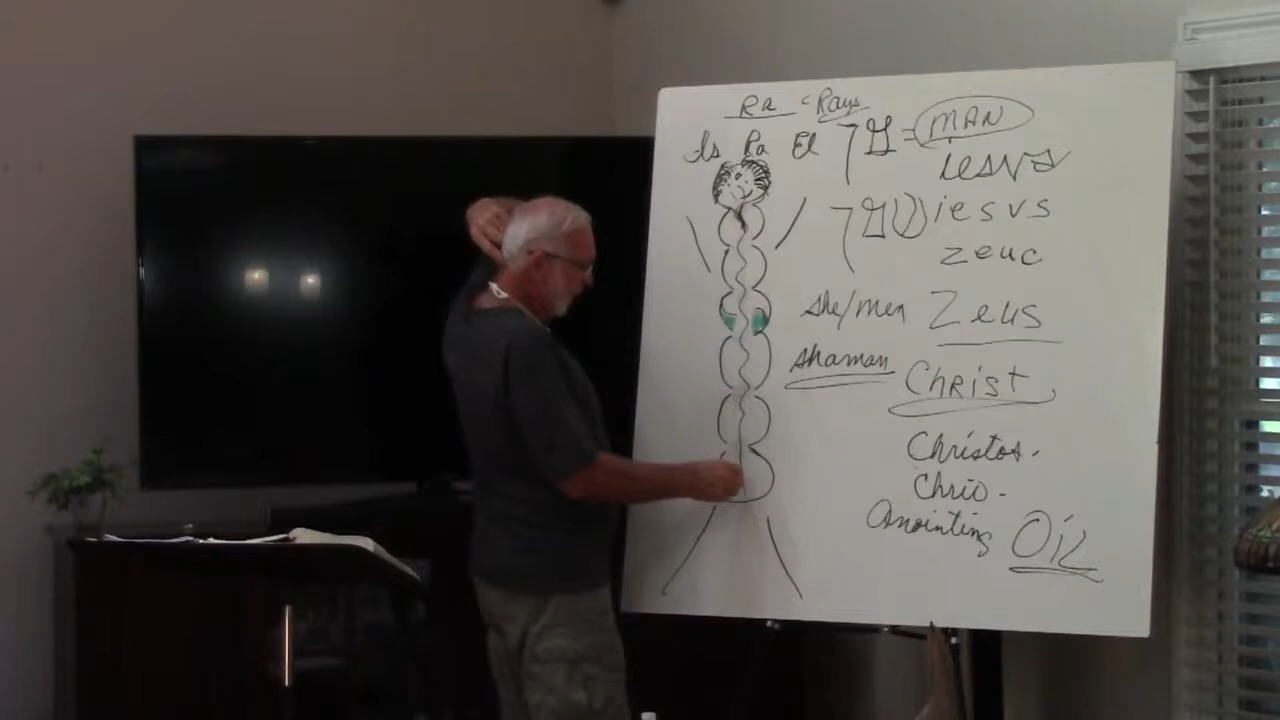 Ra = Rays
Is Ra El
= MAN
iesvs
iesvs
zeuc
she/men Zeus
shaman
Christ
Christos.
Chrio.
Anointing OiL